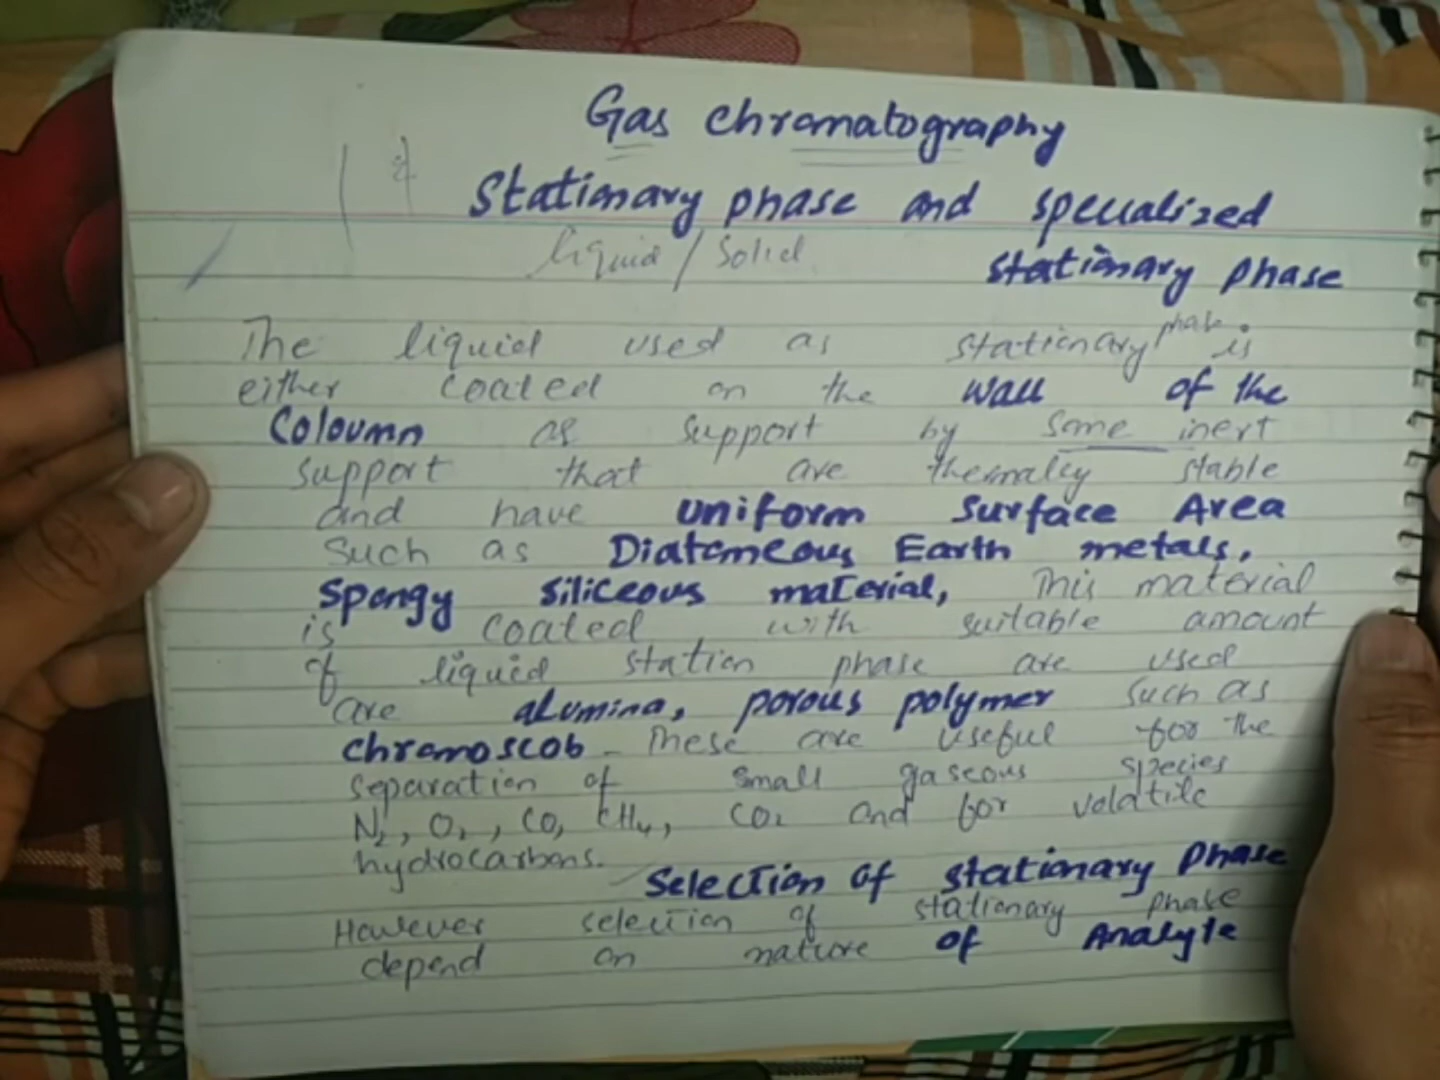 Gas chromatography
Stationary phase and specialized
liquid / Solid
stationary phase
The liquid used as stationary phase is
either coated on the wall of the
Coloumn as support by some inert
support that are thermaly stable
and have uniform Surface Area
Such as Diatomeous Earth metals,
spongy siliceous material, This material
is coated with suitable amount
of liquid station phase are used
are alumina, porous polymer such as
chromoscob. These are useful for the
separation of small gaseous species
N₂, O₂, CO, CH₄, CO₂ and for volatile
hydrocarbons.
Selection of stationary Phase
However selection of stationary phase
depend on nature of Analyte